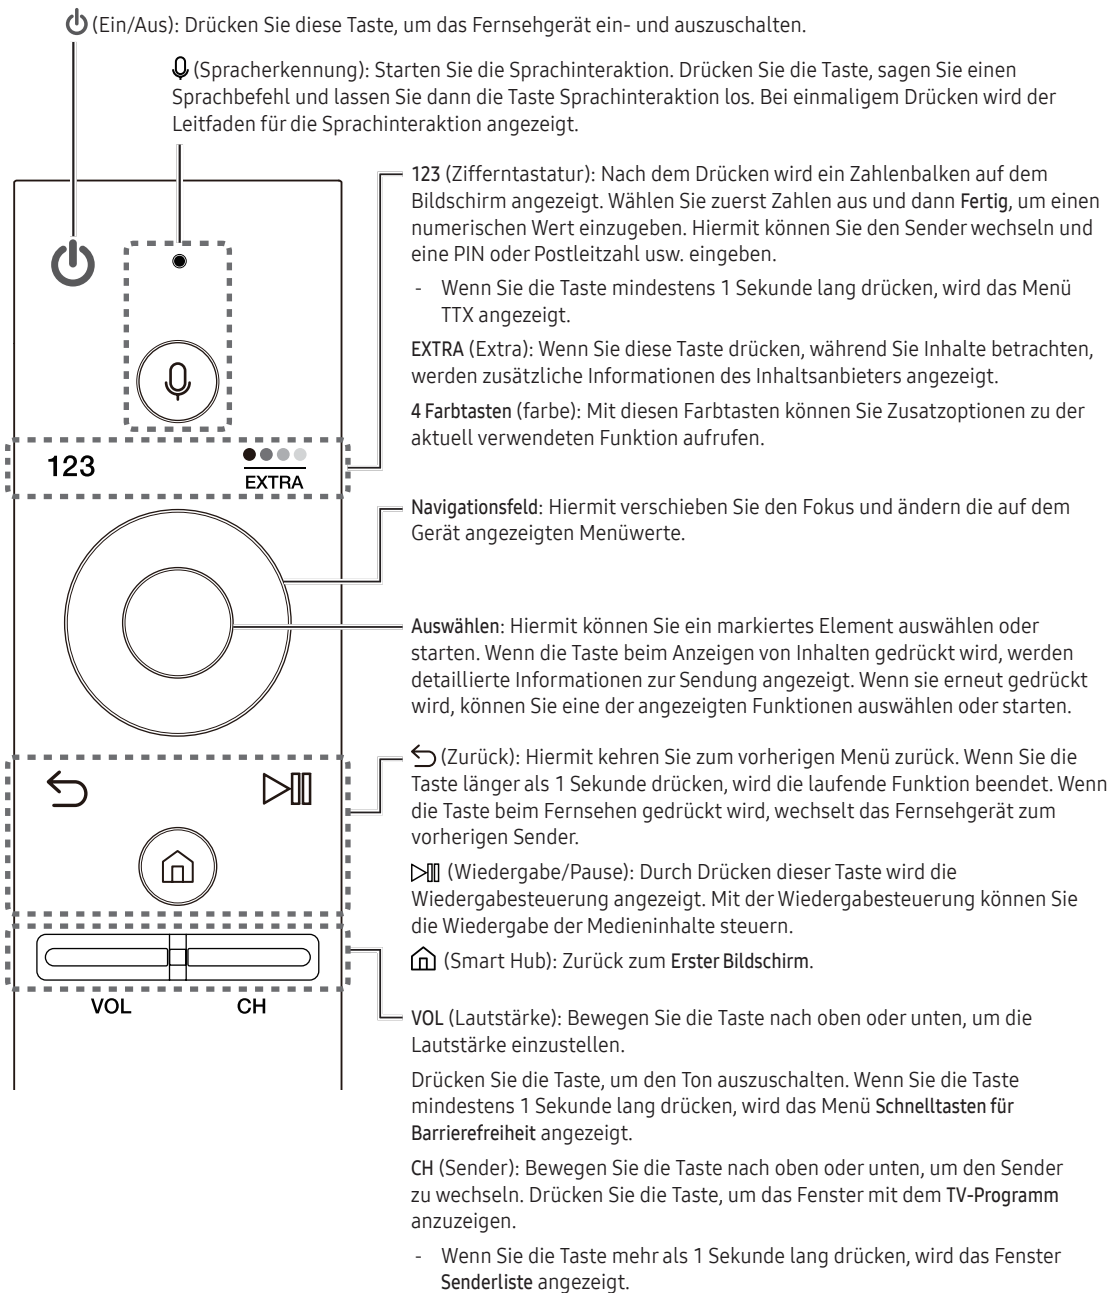 (Ein/Aus): Drücken Sie diese Taste, um das Fernsehgerät ein- und auszuschalten.
(Spracherkennung): Starten Sie die Sprachinteraktion. Drücken Sie die Taste, sagen Sie einen
Sprachbefehl und lassen Sie dann die Taste Sprachinteraktion los. Bei einmaligem Drücken wird der
Leitfaden für die Sprachinteraktion angezeigt.
123 (Zifferntastatur): Nach dem Drücken wird ein Zahlenbalken auf dem
Bildschirm angezeigt. Wählen Sie zuerst Zahlen aus und dann Fertig, um einen
numerischen Wert einzugeben. Hiermit können Sie den Sender wechseln und
eine PIN oder Postleitzahl usw. eingeben.
- Wenn Sie die Taste mindestens 1 Sekunde lang drücken, wird das Menü
TTX angezeigt.
EXTRA (Extra): Wenn Sie diese Taste drücken, während Sie Inhalte betrachten,
werden zusätzliche Informationen des Inhaltsanbieters angezeigt.
4 Farbtasten (farbe): Mit diesen Farbtasten können Sie Zusatzoptionen zu der
aktuell verwendeten Funktion aufrufen.
123
EXTRA
Navigationsfeld: Hiermit verschieben Sie den Fokus und ändern die auf dem
Gerät angezeigten Menüwerte.
Auswählen: Hiermit können Sie ein markiertes Element auswählen oder
starten. Wenn die Taste beim Anzeigen von Inhalten gedrückt wird, werden
detaillierte Informationen zur Sendung angezeigt. Wenn sie erneut gedrückt
wird, können Sie eine der angezeigten Funktionen auswählen oder starten.
(Zurück): Hiermit kehren Sie zum vorherigen Menü zurück. Wenn Sie die
Taste länger als 1 Sekunde drücken, wird die laufende Funktion beendet. Wenn
die Taste beim Fernsehen gedrückt wird, wechselt das Fernsehgerät zum
vorherigen Sender.
(Wiedergabe/Pause): Durch Drücken dieser Taste wird die
Wiedergabesteuerung angezeigt. Mit der Wiedergabesteuerung können Sie
die Wiedergabe der Medieninhalte steuern.
(Smart Hub): Zurück zum Erster Bildschirm.
VOL
CH
VOL (Lautstärke): Bewegen Sie die Taste nach oben oder unten, um die
Lautstärke einzustellen.
Drücken Sie die Taste, um den Ton auszuschalten. Wenn Sie die Taste
mindestens 1 Sekunde lang drücken, wird das Menü Schnelltasten für
Barrierefreiheit angezeigt.
CH (Sender): Bewegen Sie die Taste nach oben oder unten, um den Sender
zu wechseln. Drücken Sie die Taste, um das Fenster mit dem TV-Programm
anzuzeigen.
- Wenn Sie die Taste mehr als 1 Sekunde lang drücken, wird das Fenster
Senderliste angezeigt.